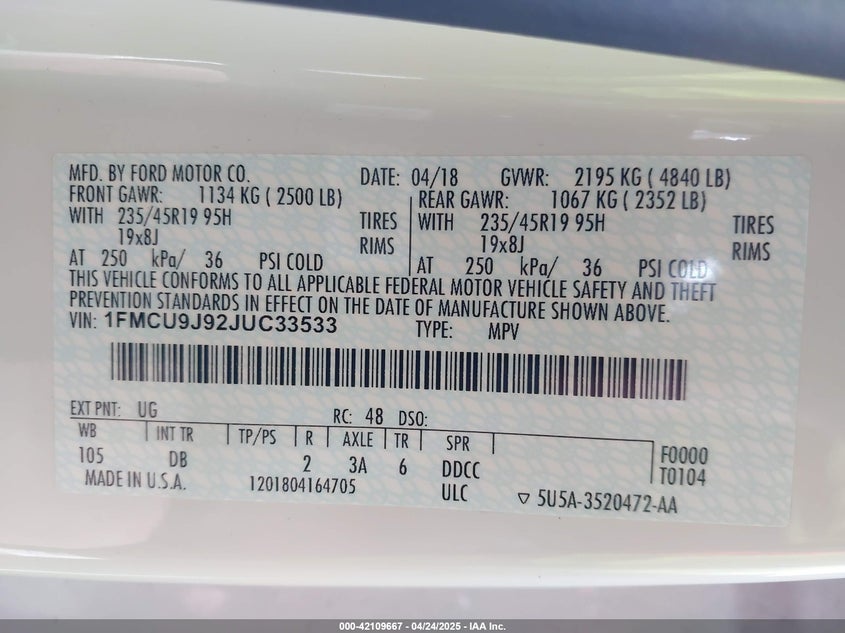 MFD. BY FORD MOTOR CO. DATE: 04/18 GVWR: 2195 KG ( 4840 LB)
FRONT GAWR: 1134 KG ( 2500 LB) REAR GAWR: 1067 KG ( 2352 LB)
WITH 235/45R19 95H TIRES WITH 235/45R19 95H TIRES
19x8J RIMS 19x8J RIMS
AT 250 kPa/ 36 PSI COLD AT 250 kPa/ 36 PSI COLD
THIS VEHICLE CONFORMS TO ALL APPLICABLE FEDERAL MOTOR VEHICLE SAFETY AND THEFT
PREVENTION STANDARDS IN EFFECT ON THE DATE OF MANUFACTURE SHOWN ABOVE.
VIN: 1FMCU9J92JUC33533 TYPE: MPV
EXT PNT: UG RC: 48 DSO:
WB INT TR TP/PS R AXLE TR SPR F0000
105 DB 2 3A 6 DDCC T0104
MADE IN U.S.A. 1201804164705 ULC ▽ 5U5A-3520472-AA
000-42109667 - 04/24/2025 - IAA Inc.